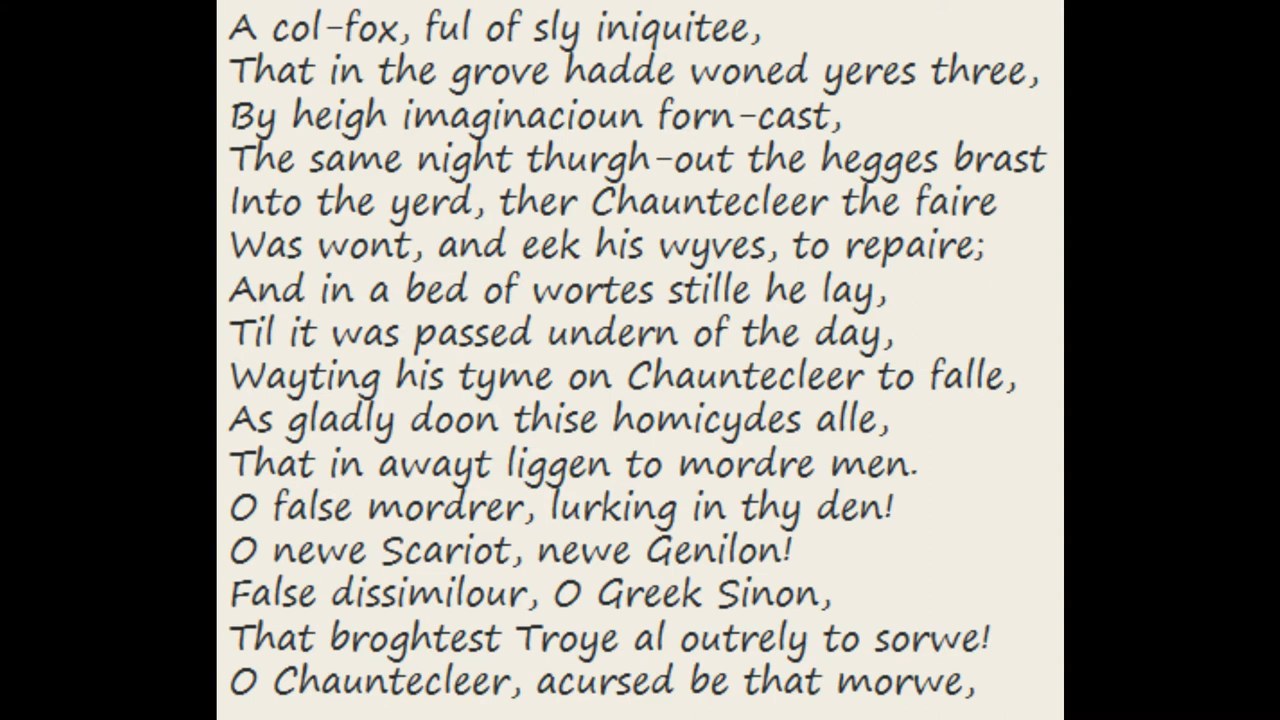 A col-fox, ful of sly iniquitee,
That in the grove hadde woned yeres three,
By heigh imaginacioun forn-cast,
The same night thurgh-out the hegges brast
Into the yerd, ther Chauntecleer the faire
Was wont, and eek his wyves, to repaire;
And in a bed of wortes stille he lay,
Til it was passed undern of the day,
Wayting his tyme on Chauntecleer to falle,
As gladly doon thise homicydes alle,
That in awayt liggen to mordre men.
O false mordrer, lurking in thy den!
O newe Scariot, newe Genilon!
False dissimilour, O Greek Sinon,
That broghtest Troye al outrely to sorwe!
O Chauntecleer, acursed be that morwe,